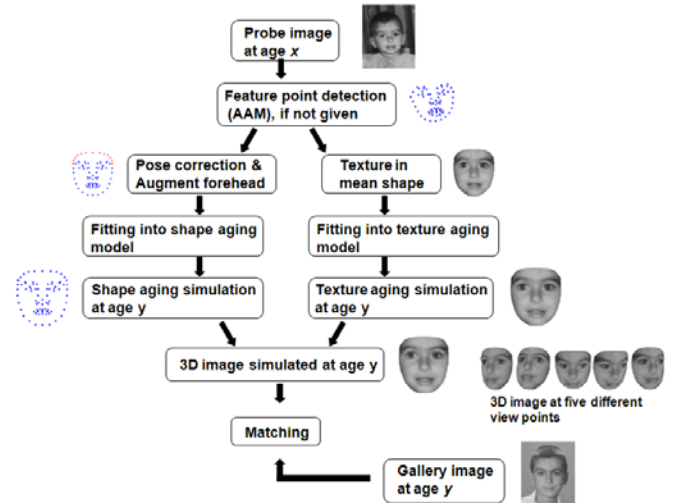 Probe image
at age x
Feature point detection
(AAM), if not given
Pose correction &
Augment forehead
Texture in
mean shape
Fitting into shape aging
model
Fitting into texture aging
model
Shape aging simulation
at age y
Texture aging simulation
at age y
3D image simulated at age y
3D image at five different
view points
Matching
Gallery image
at age y